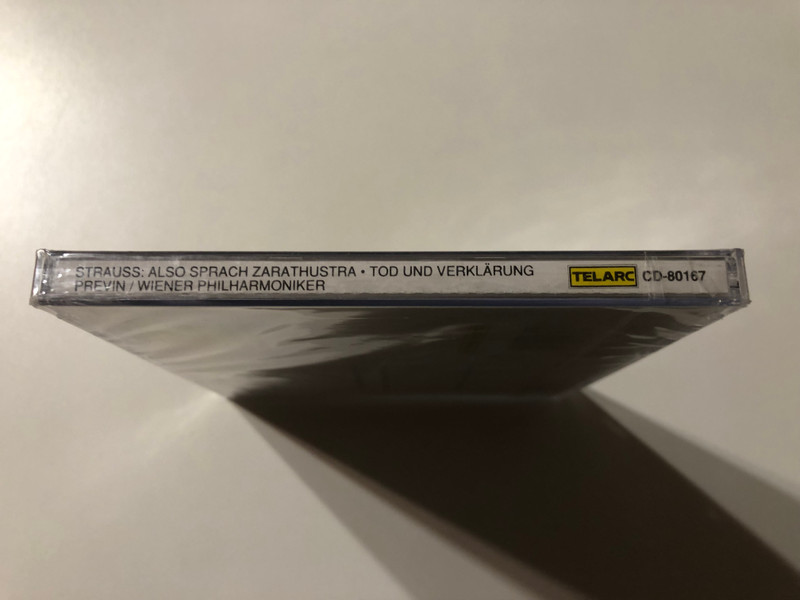 STRAUSS: ALSO SPRACH ZARATHUSTRA • TOD UND VERKLÄRUNG
PREVIN / WIENER PHILHARMONIKER
TELARC CD-80167